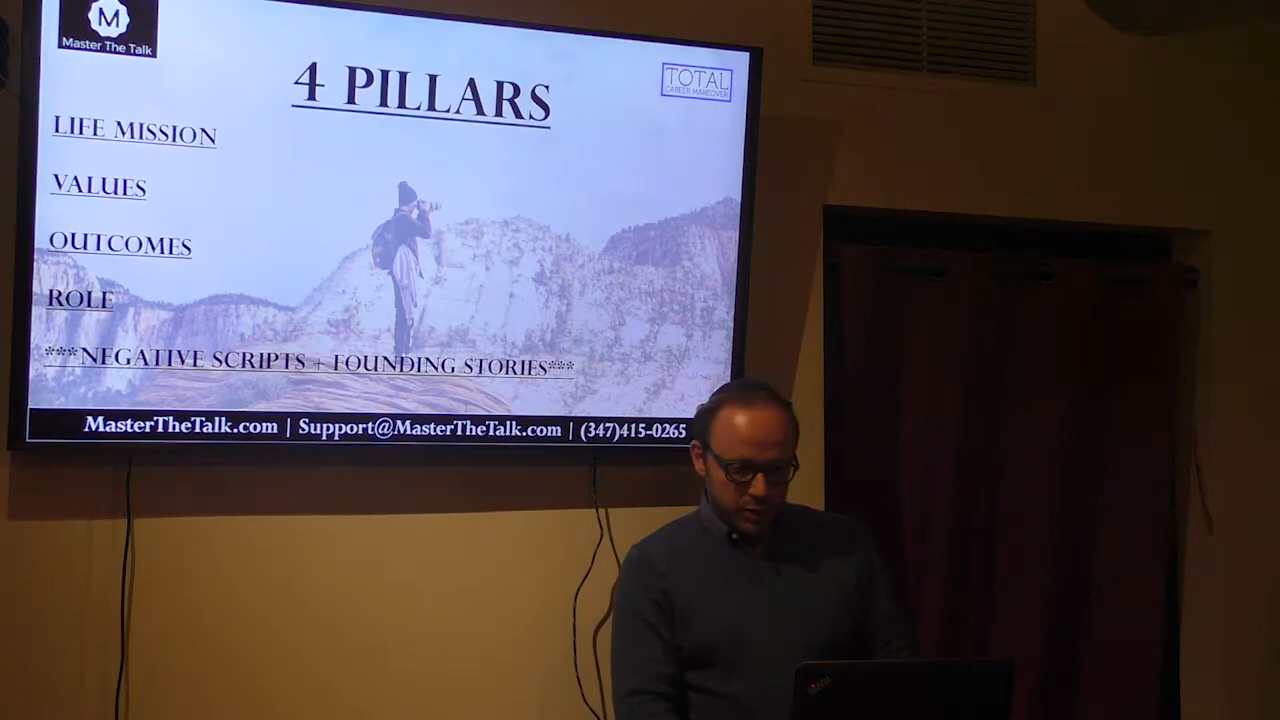 M
Master The Talk
4 PILLARS
TOTAL
CAREER MAKEOVER
LIFE MISSION
VALUES
OUTCOMES
ROLE
***NEGATIVE SCRIPTS + FOUNDING STORIES***
MasterTheTalk.com | Support@MasterTheTalk.com | (347)415-0265